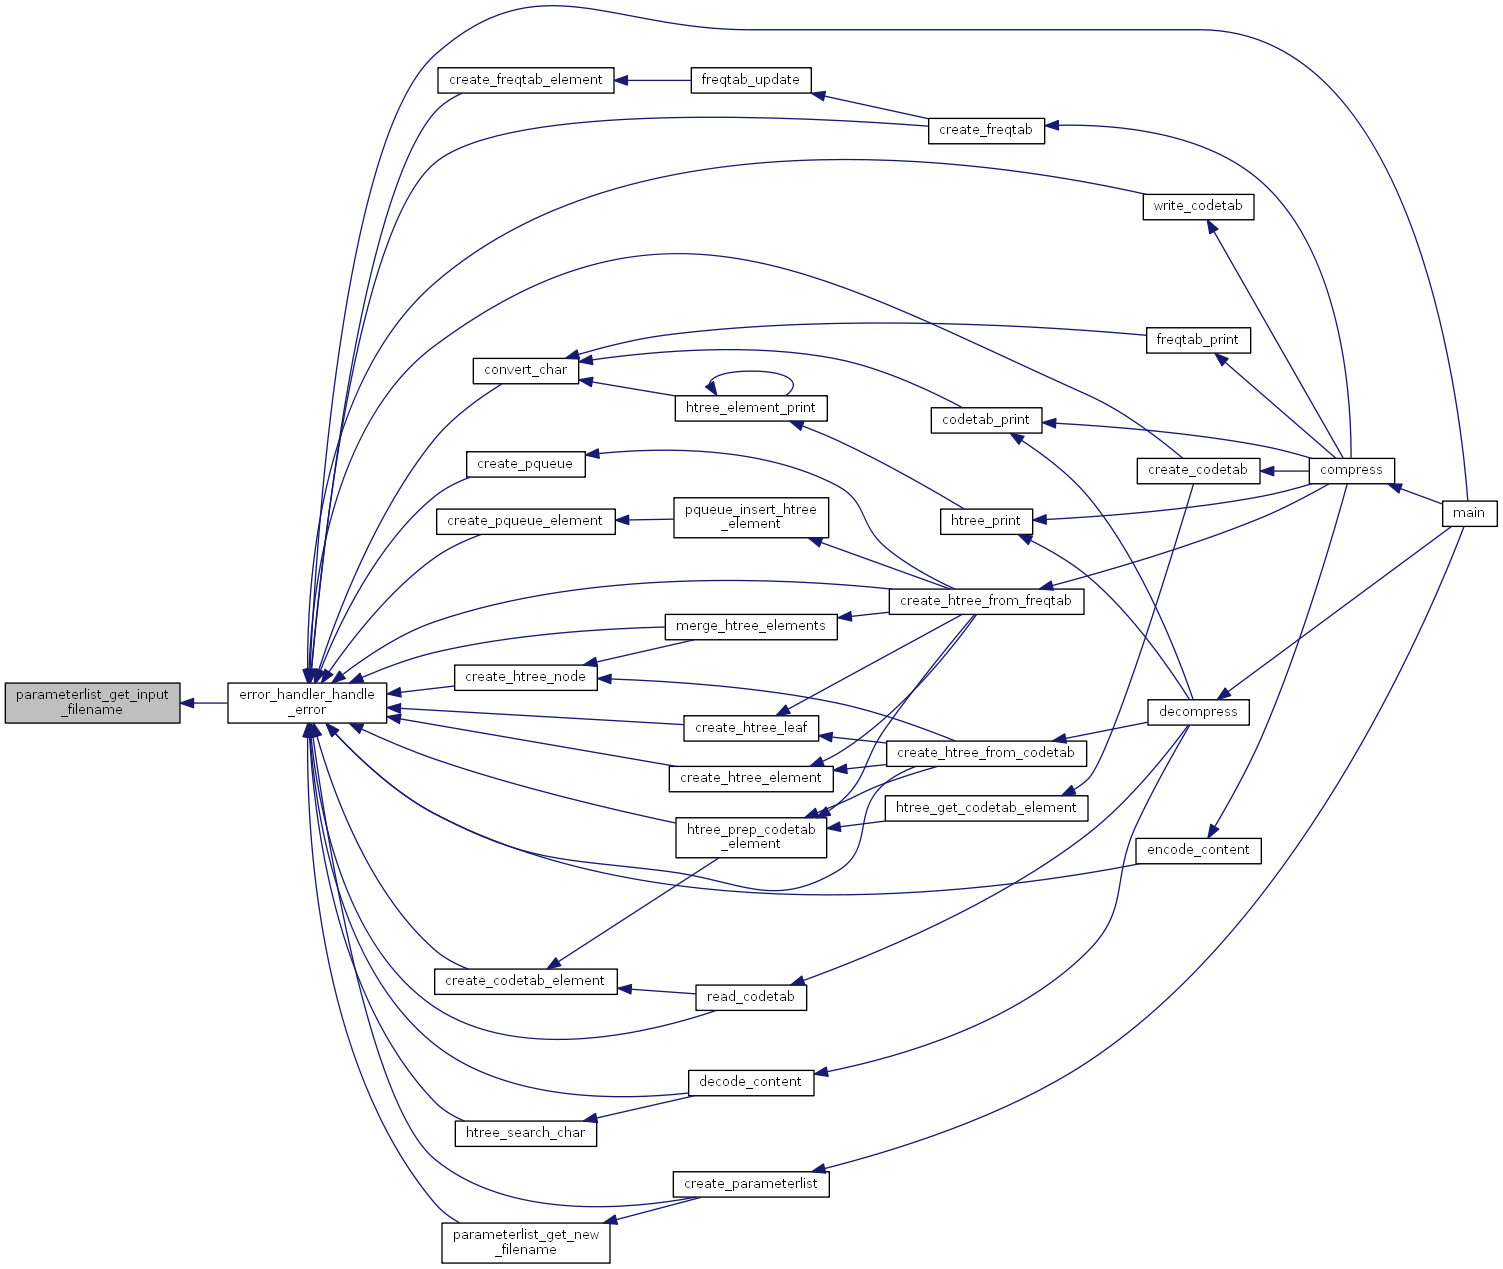 create_freqtab_element
freqtab_update
create_freqtab
write_codetab
freqtab_print
convert_char
htree_element_print
codetab_print
create_pqueue
create_codetab
compress
pqueue_insert_htree
_element
create_pqueue_element
htree_print
main
create_htree_from_freqtab
merge_htree_elements
create_htree_node
parameterlist_get_input
_filename
error_handler_handle
_error
decompress
create_htree_leaf
create_htree_from_codetab
create_htree_element
htree_get_codetab_element
htree_prep_codetab
_element
encode_content
create_codetab_element
read_codetab
decode_content
htree_search_char
create_parameterlist
parameterlist_get_new
_filename